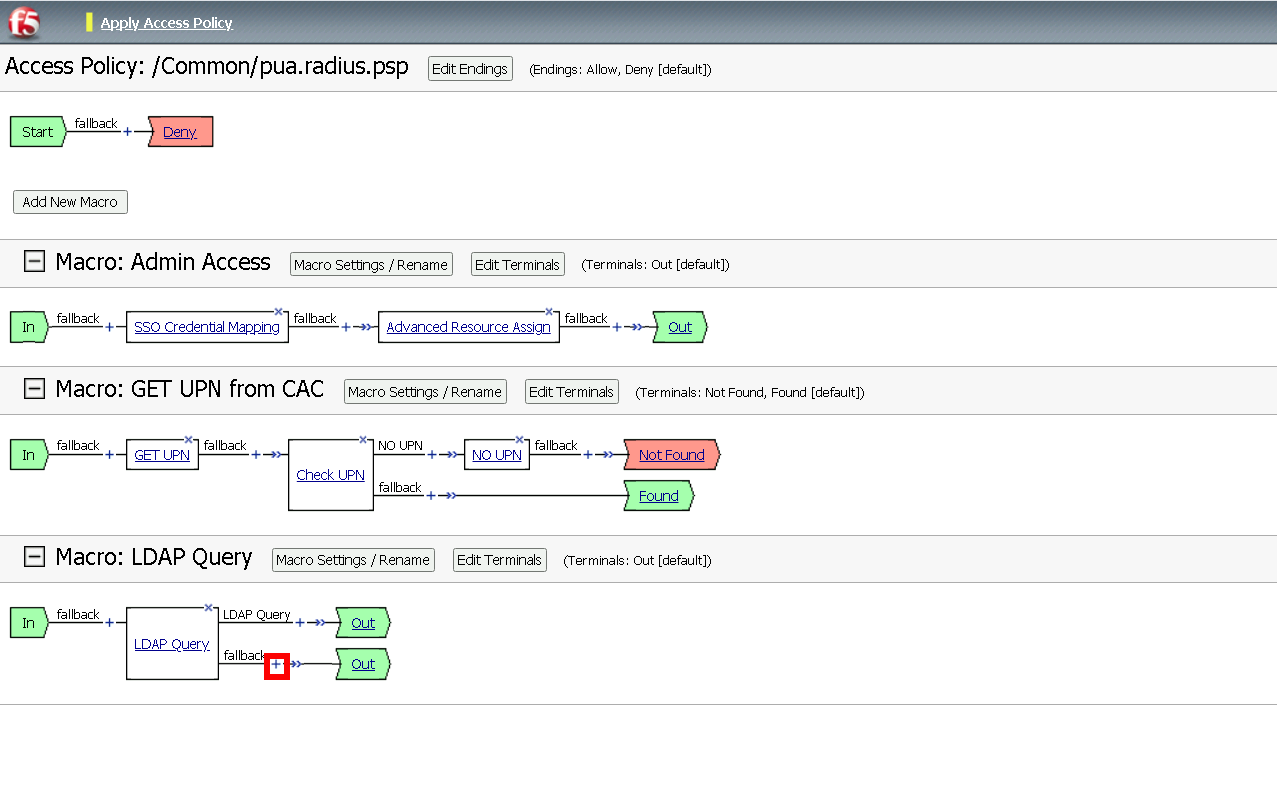 f5 Apply Access Policy
Access Policy: /Common/pua.radius.psp Edit Endings (Endings: Allow, Deny [default])
Start fallback + Deny
Add New Macro
Macro: Admin Access Macro Settings / Rename Edit Terminals (Terminals: Out [default])
In fallback + SSO Credential Mapping × fallback + Advanced Resource Assign × fallback + Out
Macro: GET UPN from CAC Macro Settings / Rename Edit Terminals (Terminals: Not Found, Found [default])
In fallback + GET UPN × fallback + Check UPN × NO UPN + NO UPN × fallback + Not Found
fallback + Found
Macro: LDAP Query Macro Settings / Rename Edit Terminals (Terminals: Out [default])
In fallback + LDAP Query × LDAP Query + Out
fallback + Out